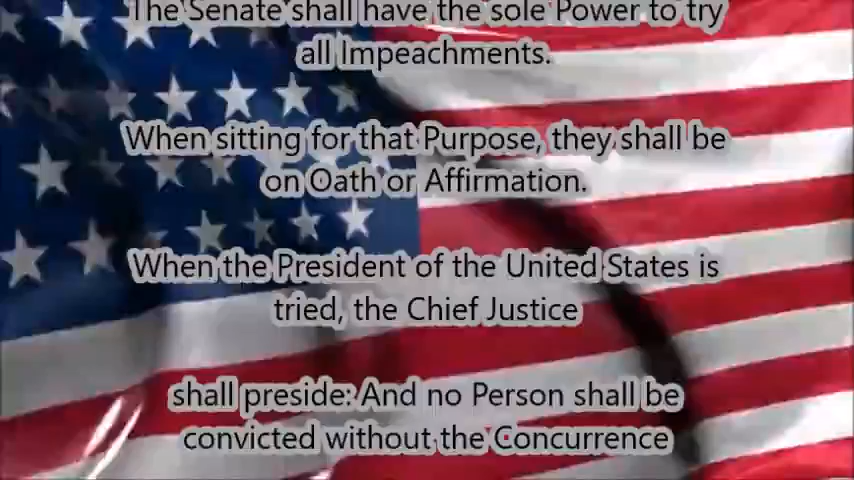 The Senate shall have the sole Power to try
all Impeachments.
When sitting for that Purpose, they shall be
on Oath or Affirmation.
When the President of the United States is
tried, the Chief Justice
shall preside: And no Person shall be
convicted without the Concurrence